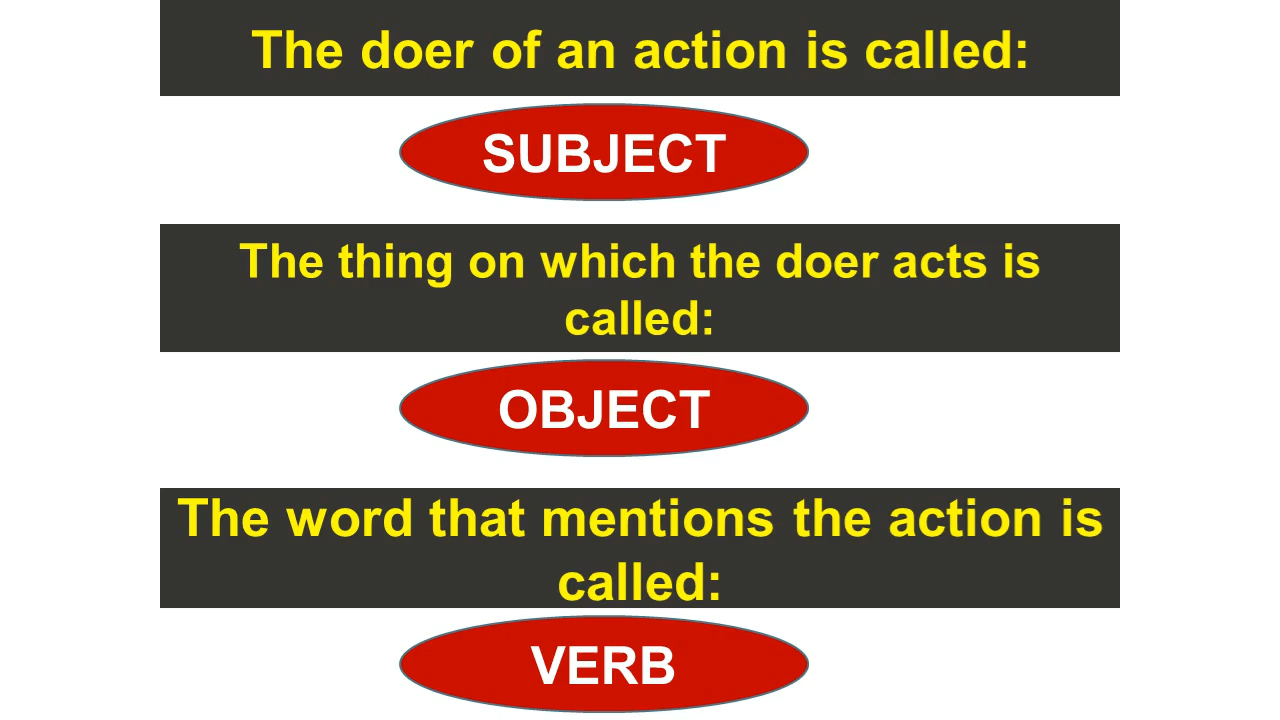 The doer of an action is called:
SUBJECT
The thing on which the doer acts is
called:
OBJECT
The word that mentions the action is
called:
VERB